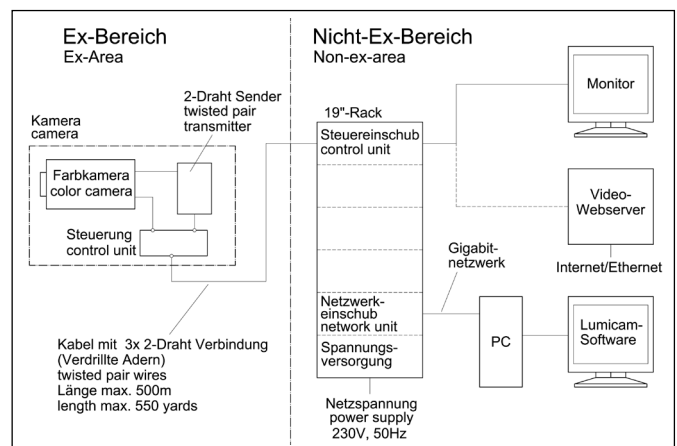 Ex-Bereich
Ex-Area
Nicht-Ex-Bereich
Non-ex-area
2-Draht Sender
twisted pair
transmitter
Kamera
camera
Farbkamera
color camera
Steuerung
control unit
Kabel mit 3x 2-Draht Verbindung
(Verdrillte Adern)
twisted pair wires
Länge max. 500m
length max. 550 yards
19"-Rack
Steuereinschub
control unit
Netzwerk-
einschub
network unit
Spannungs-
versorgung
Netzspannung
power supply
230V, 50Hz
Monitor
Video-
Webserver
Internet/Ethernet
Gigabit-
netzwerk
PC
Lumicam-
Software